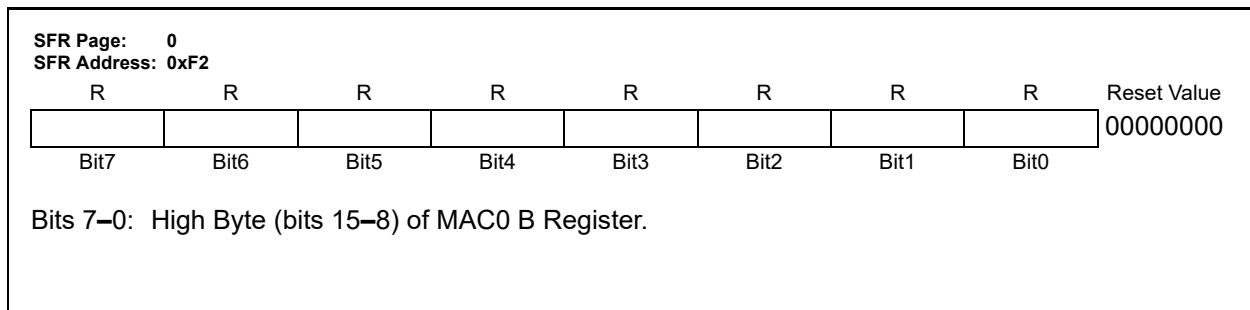 SFR Page: 0
SFR Address: 0xF2
R R R R R R R R Reset Value
00000000
Bit7 Bit6 Bit5 Bit4 Bit3 Bit2 Bit1 Bit0
Bits 7–0: High Byte (bits 15–8) of MAC0 B Register.